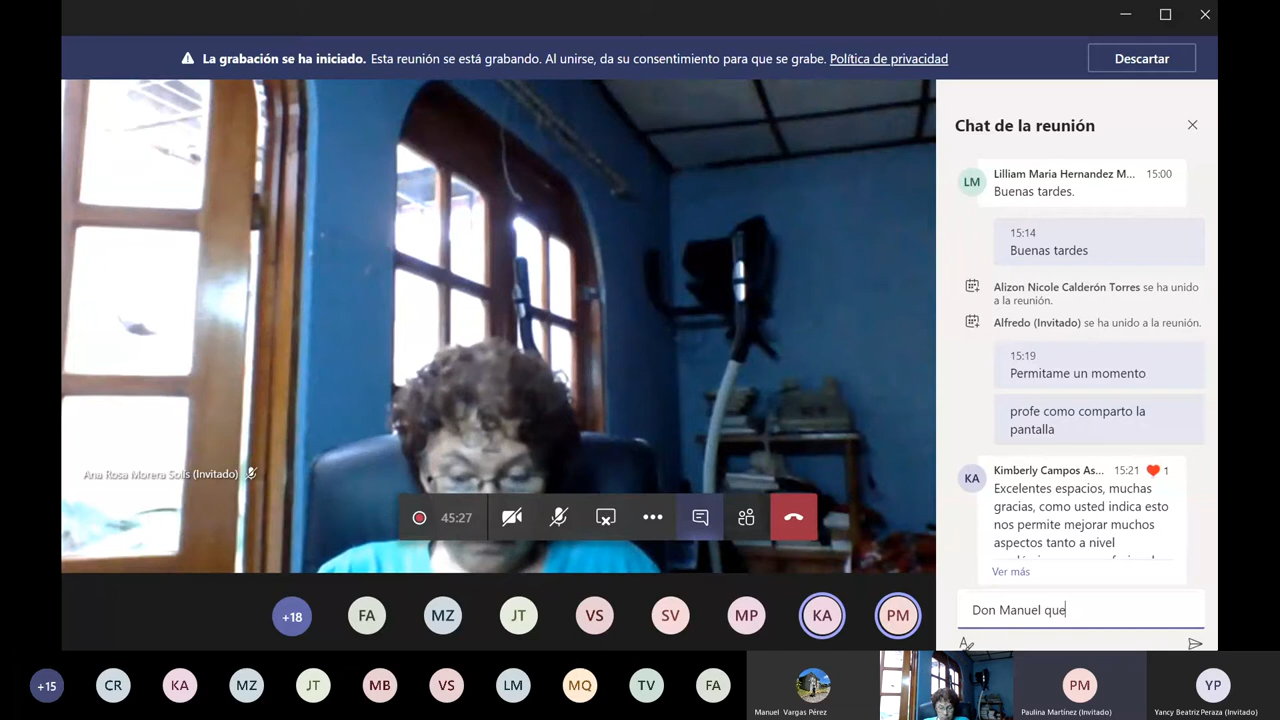 La grabación se ha iniciado. Esta reunión se está grabando. Al unirse, da su consentimiento para que se grabe. Política de privacidad
Descartar
Chat de la reunión
LM
Lilliam Maria Hernandez M... 15:00
Buenas tardes.
15:14
Buenas tardes
Alizon Nicole Calderón Torres se ha unido
a la reunión.
Alfredo (Invitado) se ha unido a la reunión.
15:19
Permitame un momento
profe como comparto la
pantalla
KA
Kimberly Campos As... 15:21 1
Excelentes espacios, muchas
gracias, como usted indica esto
nos permite mejorar muchos
aspectos tanto a nivel
Ver más
Don Manuel que
Ana Rosa Morera Solís (Invitado)
45:27
+18 FA MZ JT VS SV MP KA PM
+15 CR KA MZ JT MB VS LM MQ TV FA PM YP
Manuel Vargas Pérez
Paulina Martínez (Invitado)
Yancy Beatriz Peraza (Invitado)